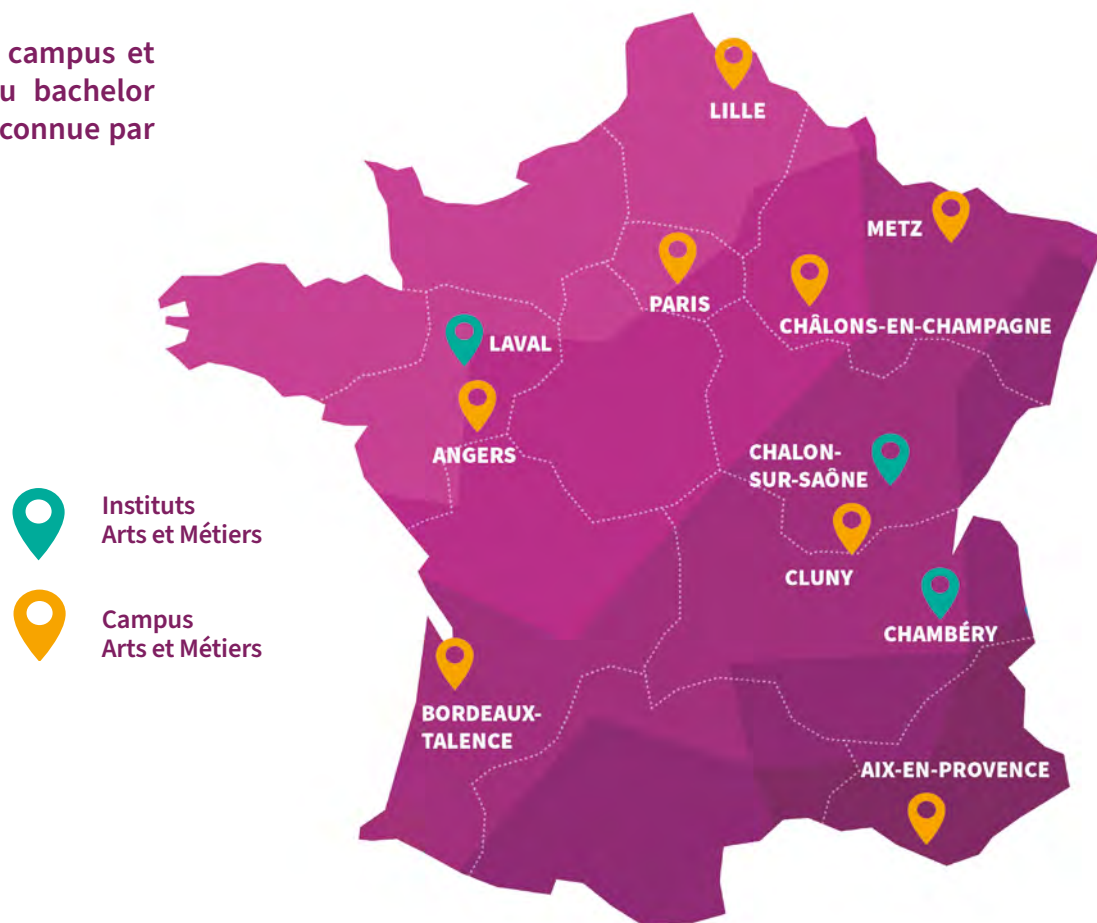 campus et
u bachelor
connue par
LILLE
METZ
PARIS
CHÂLONS-EN-CHAMPAGNE
LAVAL
ANGERS
CHALON-
SUR-SAÔNE
Instituts
Arts et Métiers
CLUNY
Campus
Arts et Métiers
CHAMBÉRY
BORDEAUX-
TALENCE
AIX-EN-PROVENCE